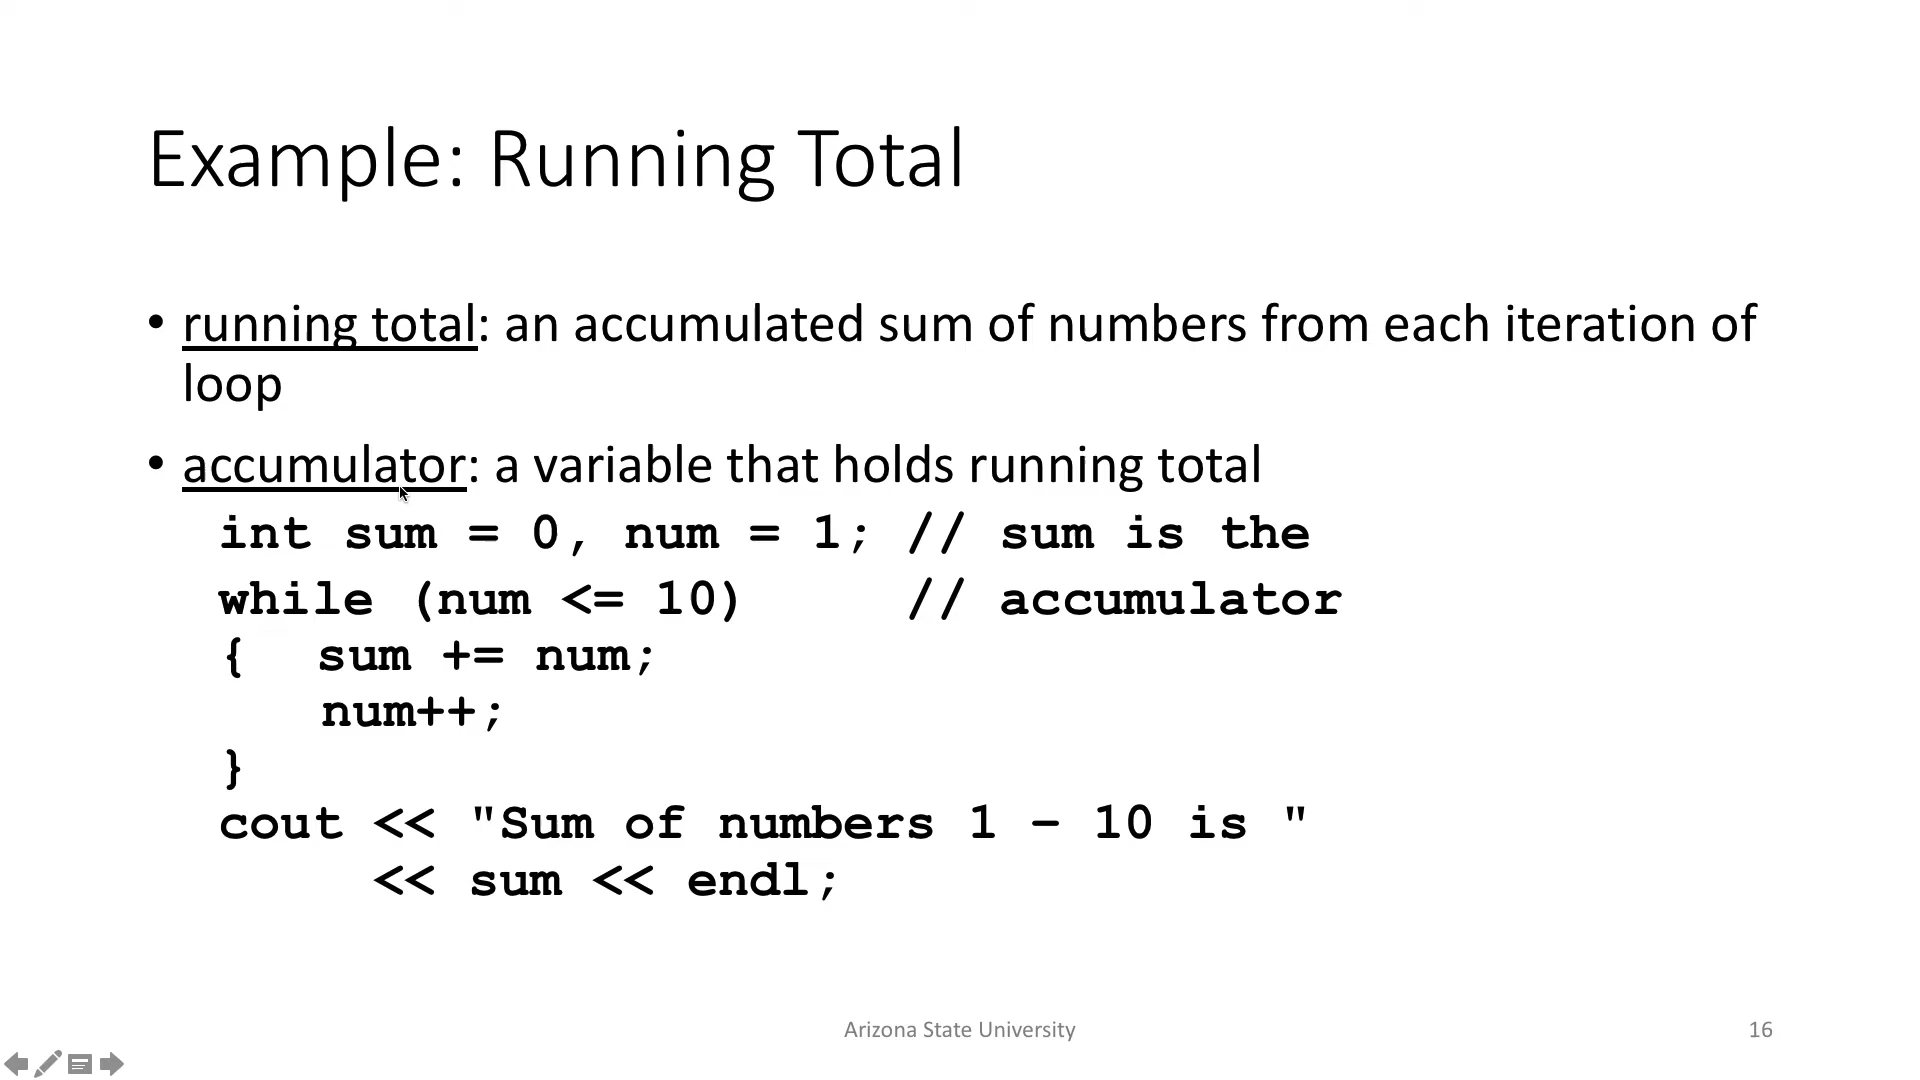 Example: Running Total
• running total: an accumulated sum of numbers from each iteration of
loop
• accumulator: a variable that holds running total
int sum = 0, num = 1; // sum is the
while (num <= 10) // accumulator
{ sum += num;
num++;
}
cout << "Sum of numbers 1 – 10 is "
<< sum << endl;
Arizona State University
16